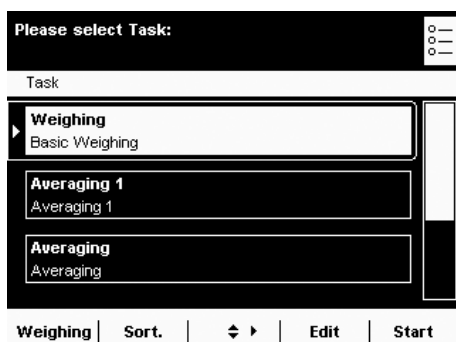 Please select Task:
Task
Weighing
Basic Weighing
Averaging 1
Averaging 1
Averaging
Averaging
Weighing Sort. Edit Start